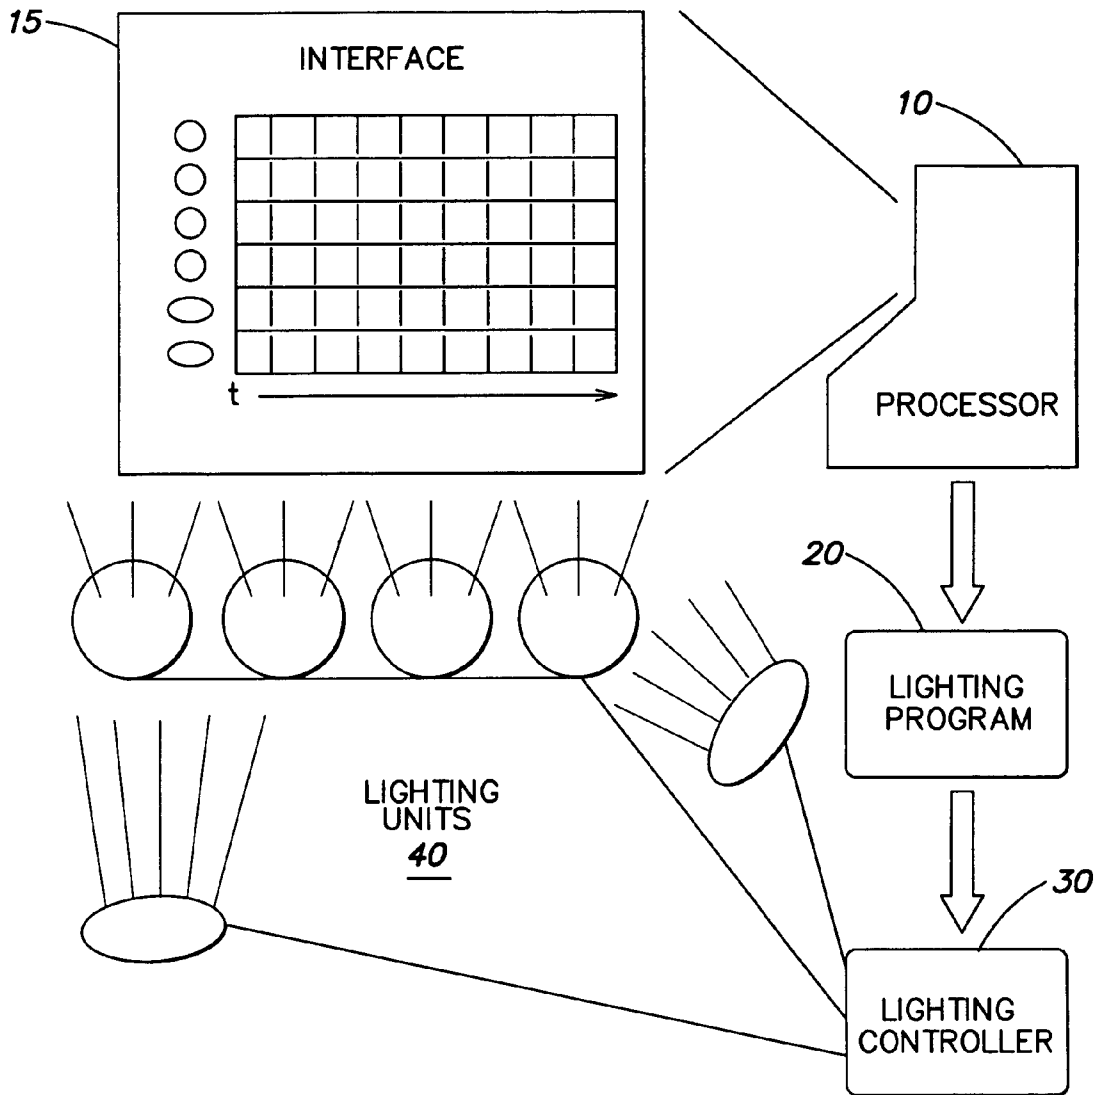 15
INTERFACE
10
t
PROCESSOR
20
LIGHTING
PROGRAM
LIGHTING
UNITS
40
30
LIGHTING
CONTROLLER